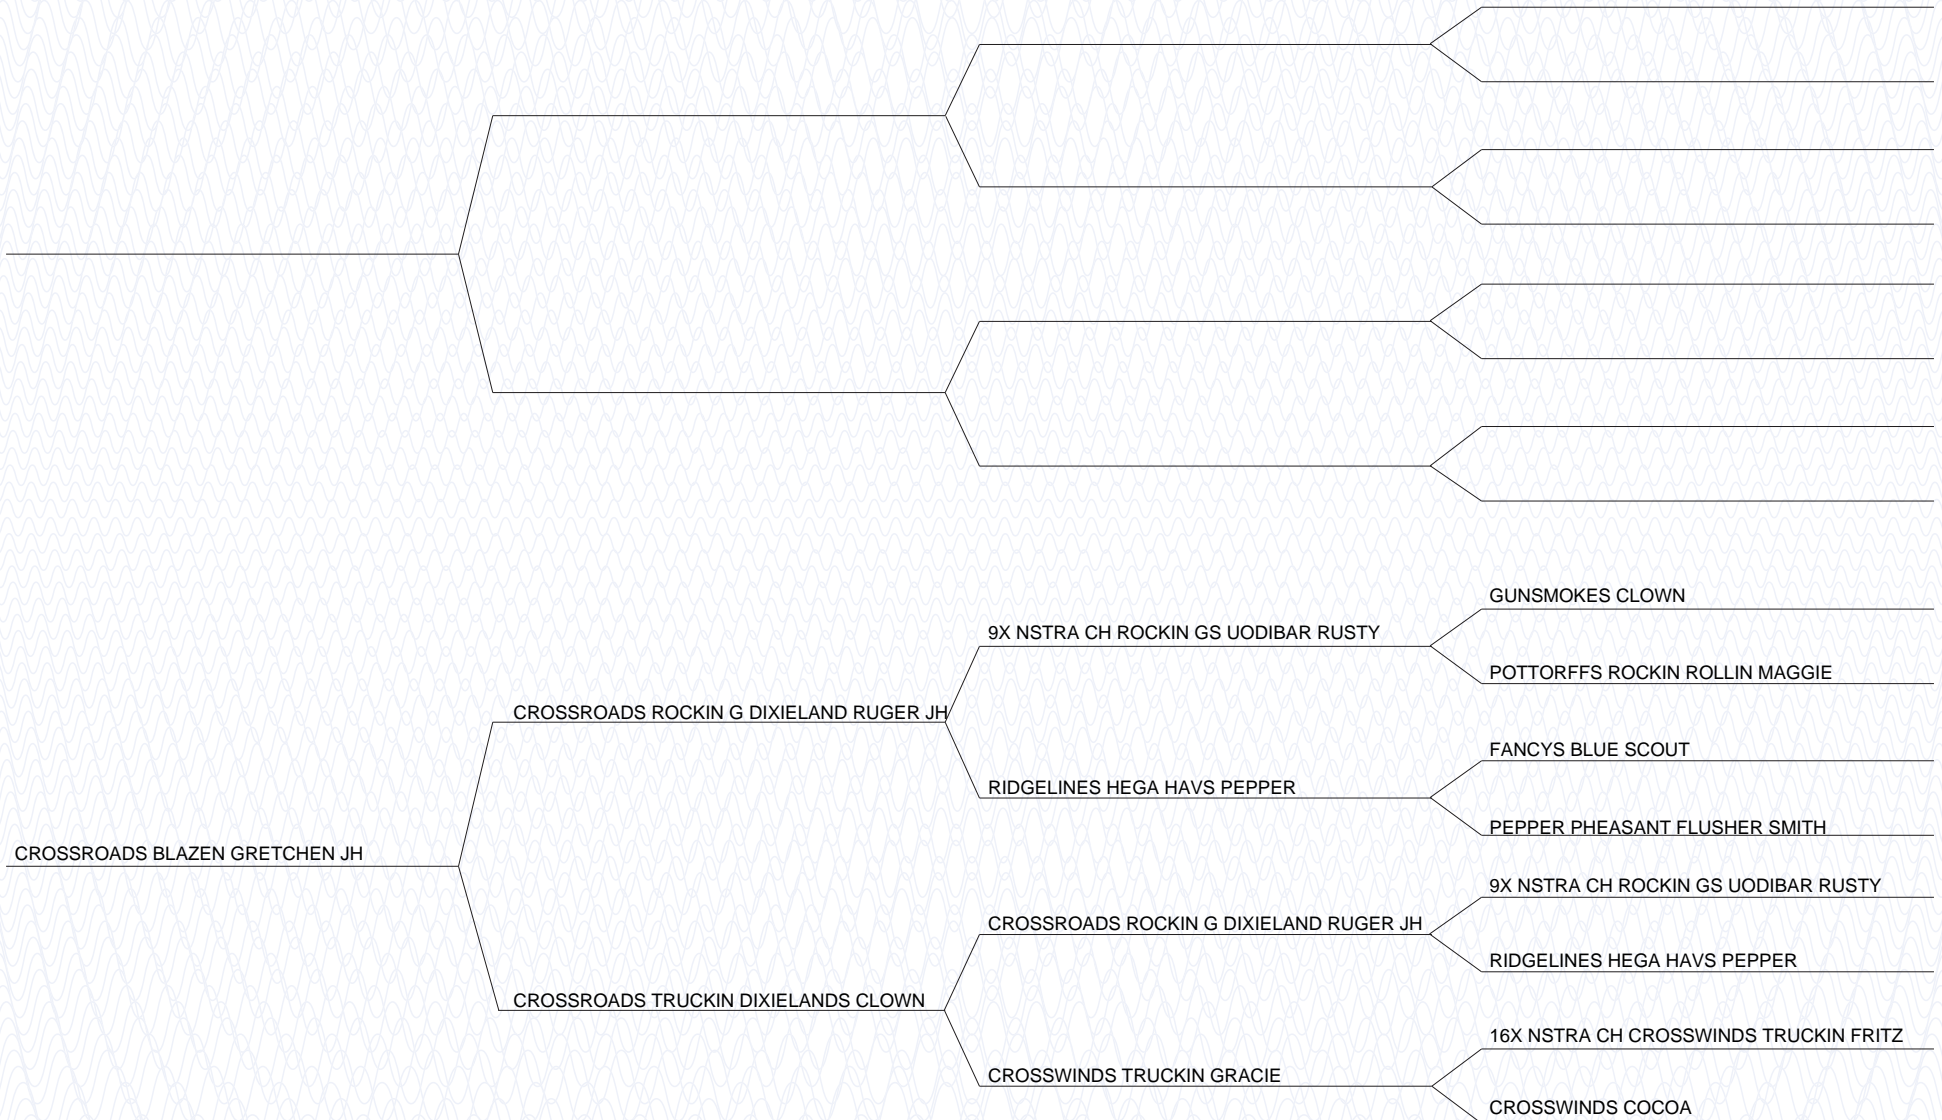 GUNSMOKES CLOWN
9X NSTRA CH ROCKIN GS UODIBAR RUSTY
POTTORFFS ROCKIN ROLLIN MAGGIE
CROSSROADS ROCKIN G DIXIELAND RUGER JH
FANCYS BLUE SCOUT
RIDGELINES HEGA HAVS PEPPER
PEPPER PHEASANT FLUSHER SMITH
CROSSROADS BLAZEN GRETCHEN JH
9X NSTRA CH ROCKIN GS UODIBAR RUSTY
CROSSROADS ROCKIN G DIXIELAND RUGER JH
RIDGELINES HEGA HAVS PEPPER
CROSSROADS TRUCKIN DIXIELANDS CLOWN
16X NSTRA CH CROSSWINDS TRUCKIN FRITZ
CROSSWINDS TRUCKIN GRACIE
CROSSWINDS COCOA